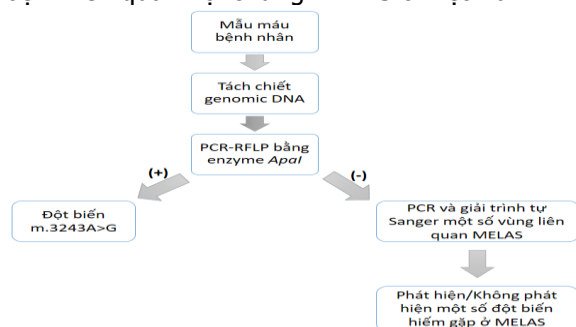 Mẫu máu
bệnh nhân
Tách chiết
genomic DNA
PCR-RFLP bằng
enzyme ApaI
(+)
(-)
Đột biến
m.3243A>G
PCR và giải trình tự
Sanger một số vùng liên
quan MELAS
Phát hiện/Không phát
hiện một số đột biến
hiếm gặp ở MELAS